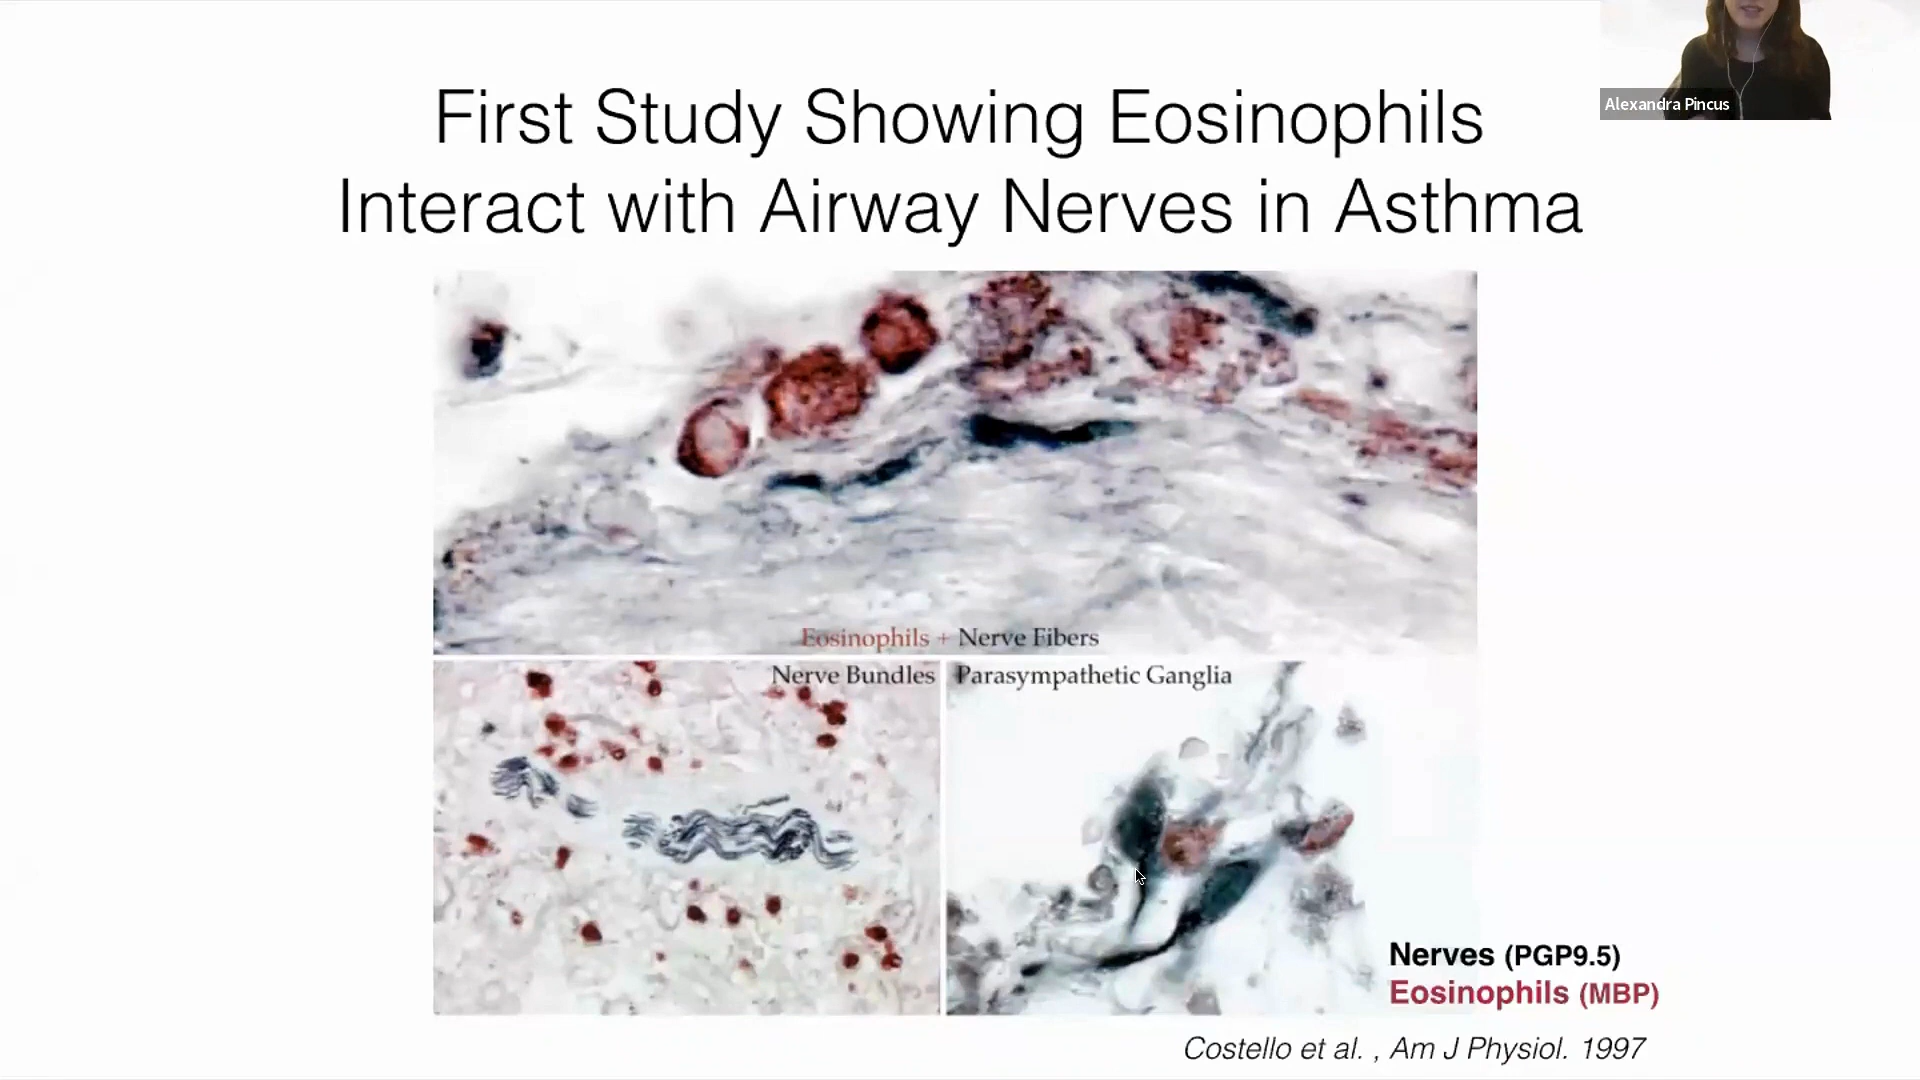 Alexandra Pincus
First Study Showing Eosinophils
Interact with Airway Nerves in Asthma
Eosinophils + Nerve Fibers
Nerve Bundles
Parasympathetic Ganglia
Nerves (PGP9.5)
Eosinophils (MBP)
Costello et al. , Am J Physiol. 1997